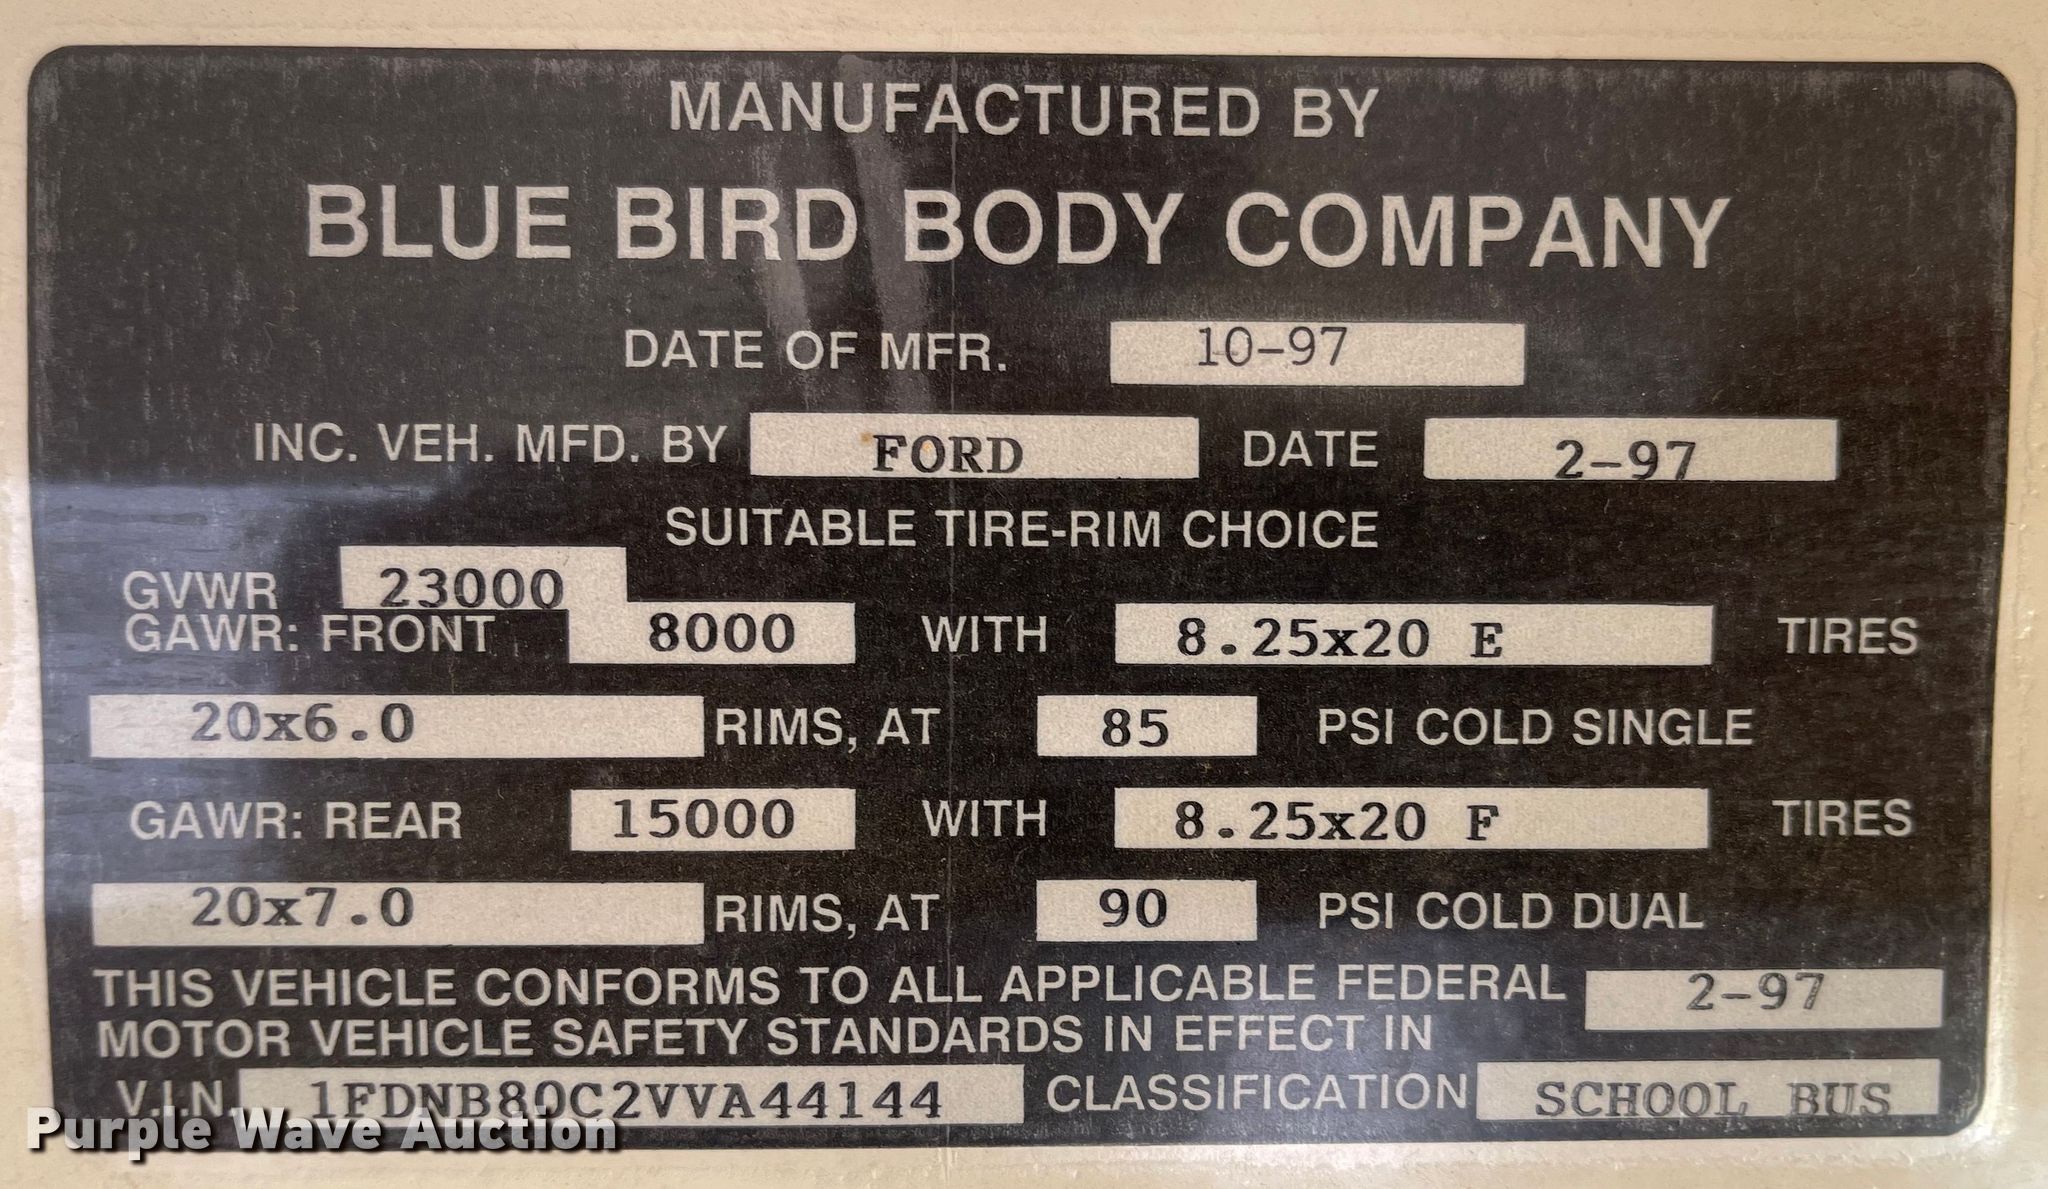 MANUFACTURED BY
BLUE BIRD BODY COMPANY
DATE OF MFR. 10-97
INC. VEH. MFD. BY FORD DATE 2-97
SUITABLE TIRE-RIM CHOICE
GVWR 23000
GAWR: FRONT 8000 WITH 8.25x20 E TIRES
20x6.0 RIMS, AT 85 PSI COLD SINGLE
GAWR: REAR 15000 WITH 8.25x20 F TIRES
20x7.0 RIMS, AT 90 PSI COLD DUAL
THIS VEHICLE CONFORMS TO ALL APPLICABLE FEDERAL 2-97
MOTOR VEHICLE SAFETY STANDARDS IN EFFECT IN
V.I.N. 1FDNB80C2VVA44144 CLASSIFICATION SCHOOL BUS
Purple Wave Auction